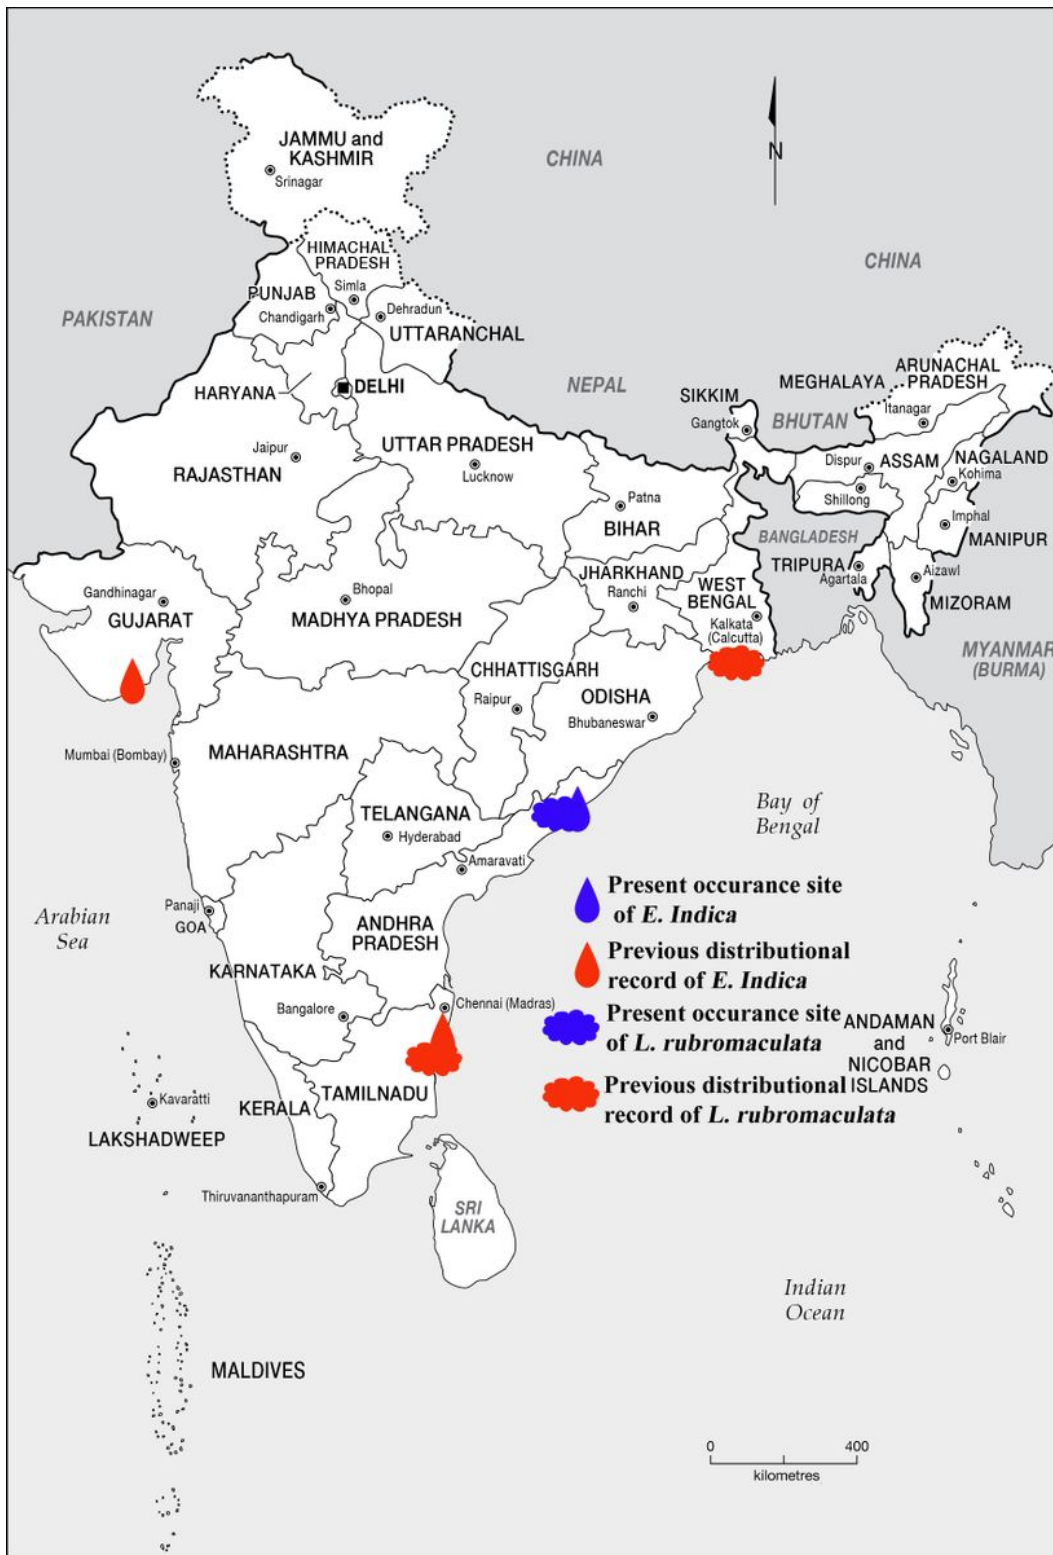 JAMMU and
KASHMIR
Srinagar
CHINA
N
HIMACHAL
PRADESH
Simla
PUNJAB
Chandigarh
Dehradun
UTTARANCHAL
PAKISTAN
CHINA
HARYANA
DELHI
NEPAL
SIKKIM
Gangtok
MEGHALAYA
BHUTAN
ARUNACHAL
PRADESH
Itanagar
Jaipur
RAJASTHAN
UTTAR PRADESH
Lucknow
Dispur
ASSAM
NAGALAND
Kohima
Shillong
Patna
BIHAR
Imphal
MANIPUR
BANGLADESH
TRIPURA
Agartala
Aizawl
MIZORAM
JHARKHAND
Ranchi
WEST
BENGAL
Kalkata
(Calcutta)
Gandhinagar
GUJARAT
Bhopal
MADHYA PRADESH
MYANMAR
(BURMA)
CHHATTISGARH
Raipur
ODISHA
Bhubaneswar
Mumbai (Bombay)
MAHARASHTRA
TELANGANA
Hyderabad
Amaravati
Bay of
Bengal
Arabian
Sea
Panaji
GOA
ANDHRA
PRADESH
KARNATAKA
Bangalore
Chennai (Madras)
Present occurance site
of E. Indica
Previous distributional
record of E. Indica
Present occurance site
of L. rubromaculata
Previous distributional
record of L. rubromaculata
ANDAMAN
and
NICOBAR
ISLANDS
Port Blair
Kavaratti
LAKSHADWEEP
KERALA
TAMILNADU
Thiruvananthapuram
SRI
LANKA
Indian
Ocean
MALDIVES
0 400
kilometres